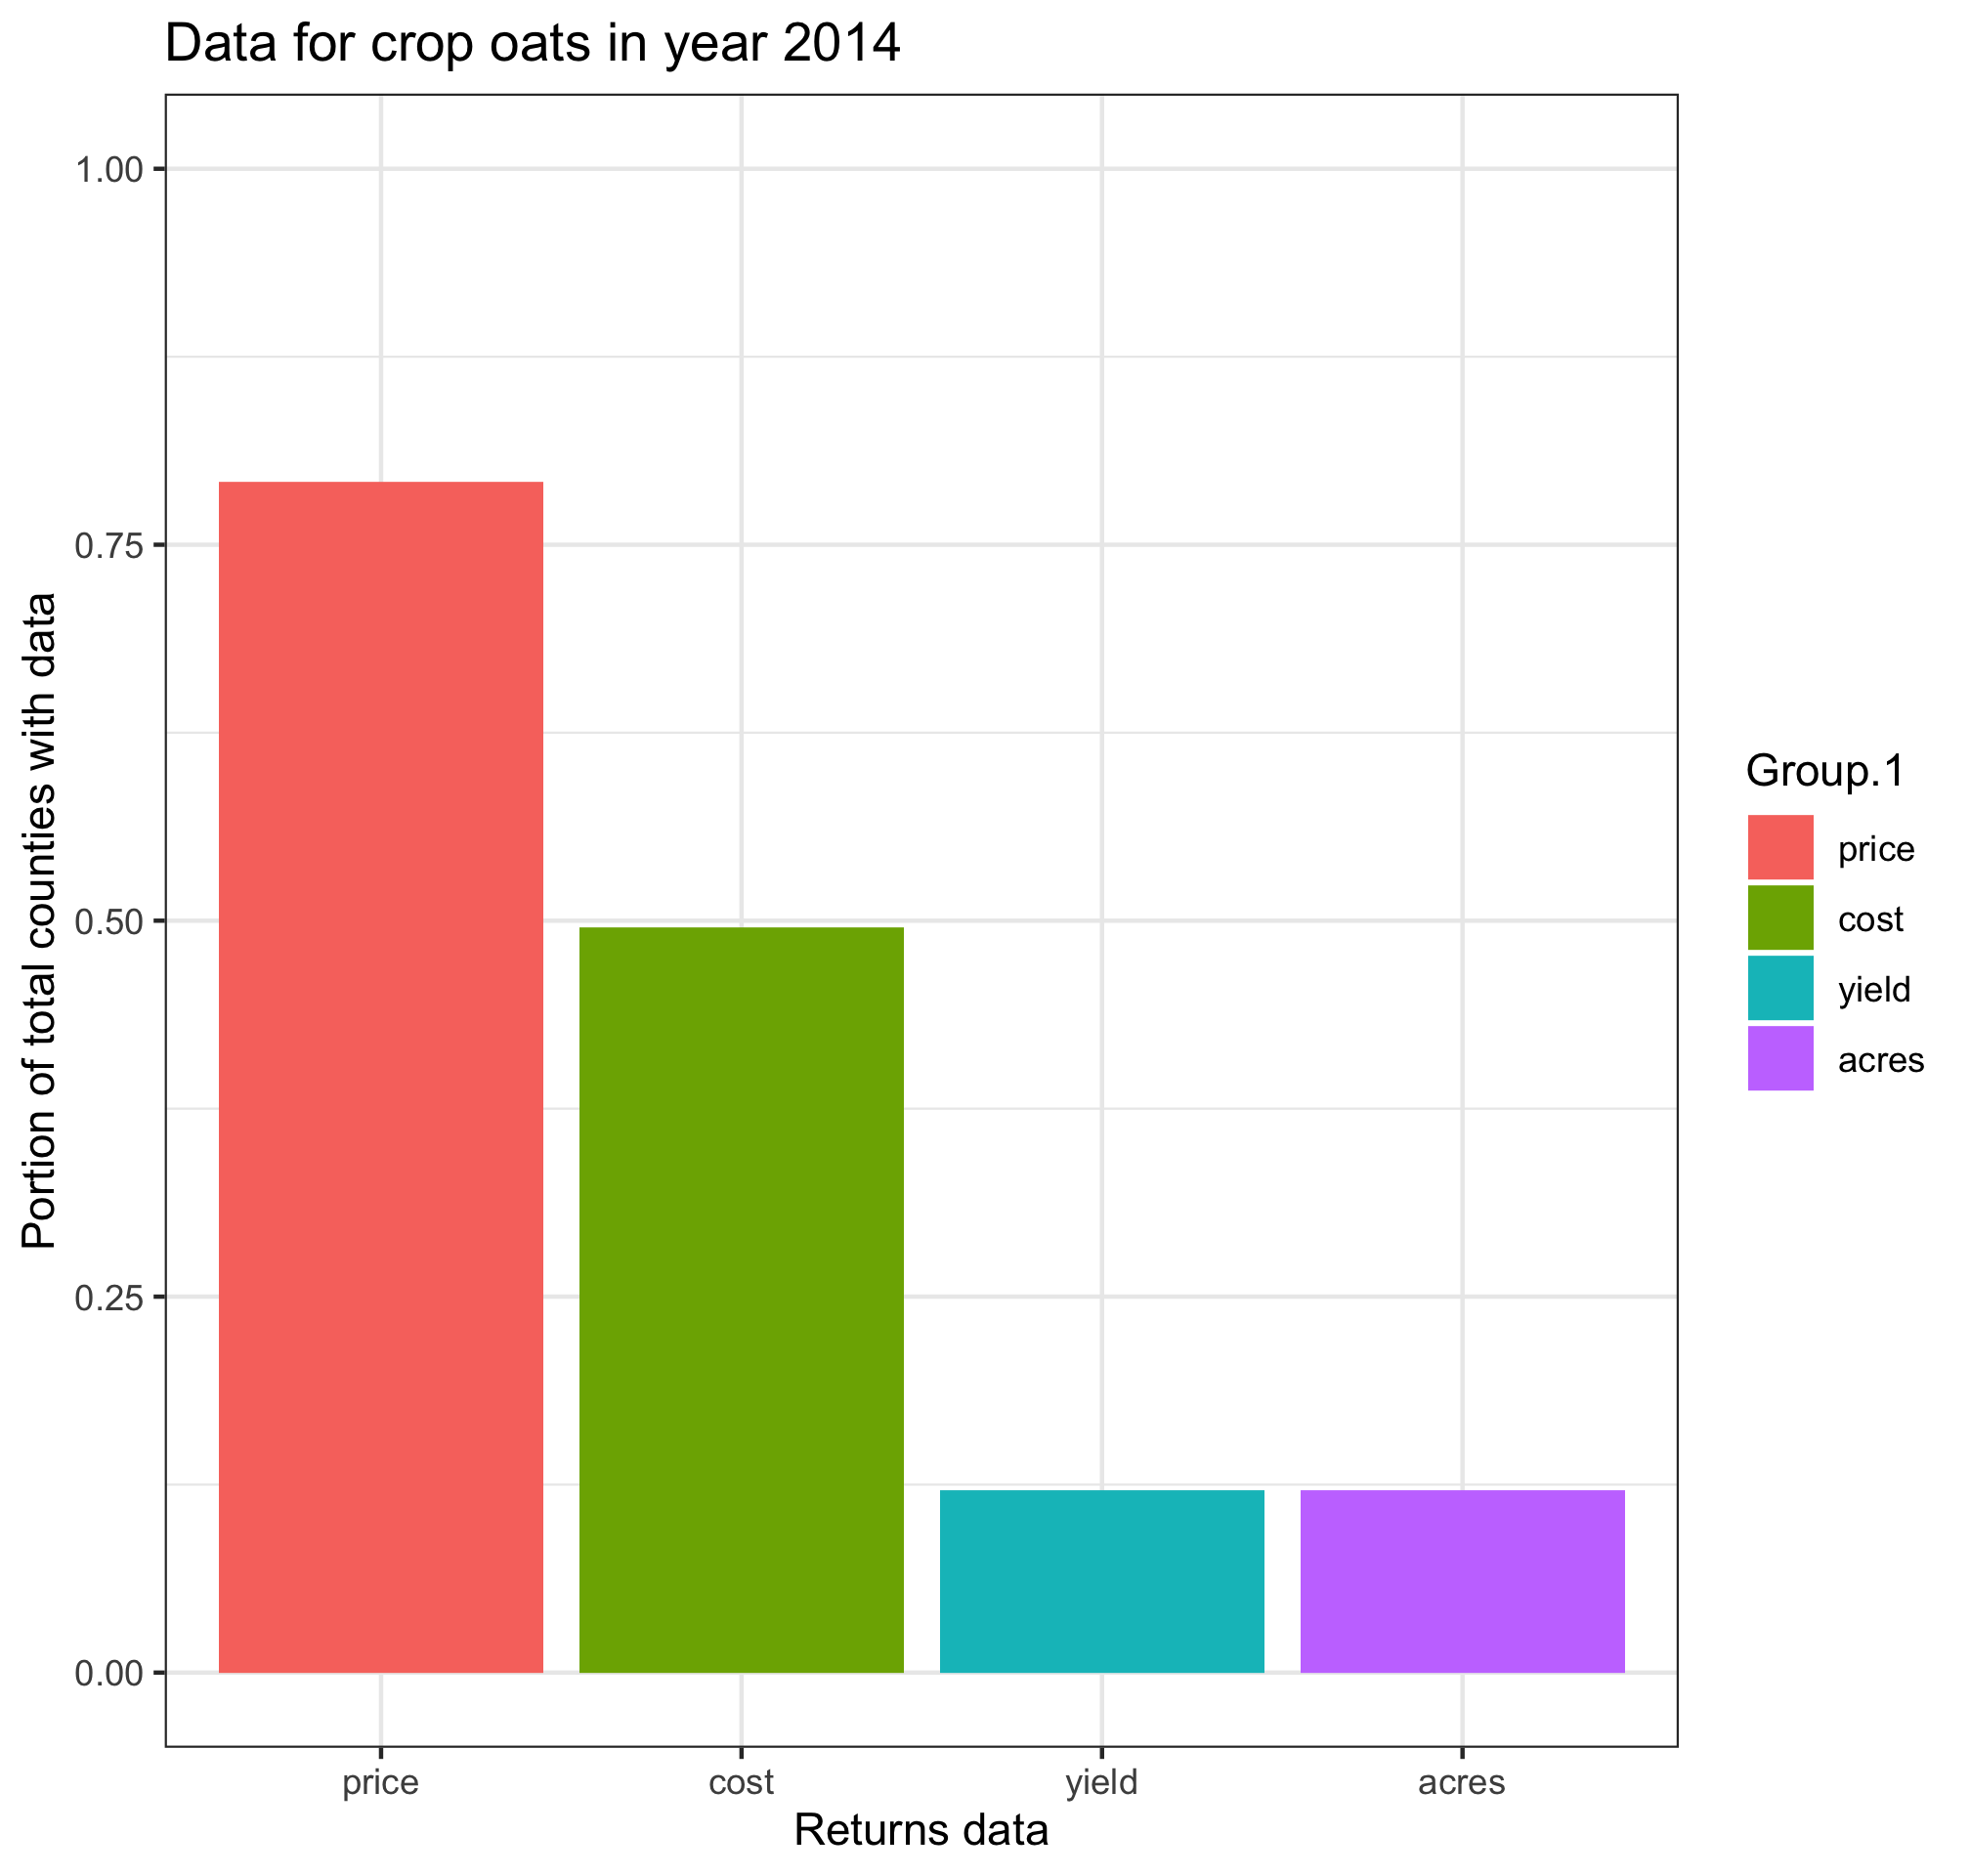 Data for crop oats in year 2014
Portion of total counties with data
1.00
0.75
0.50
0.25
0.00
price
cost
yield
acres
Returns data
Group.1
price
cost
yield
acres